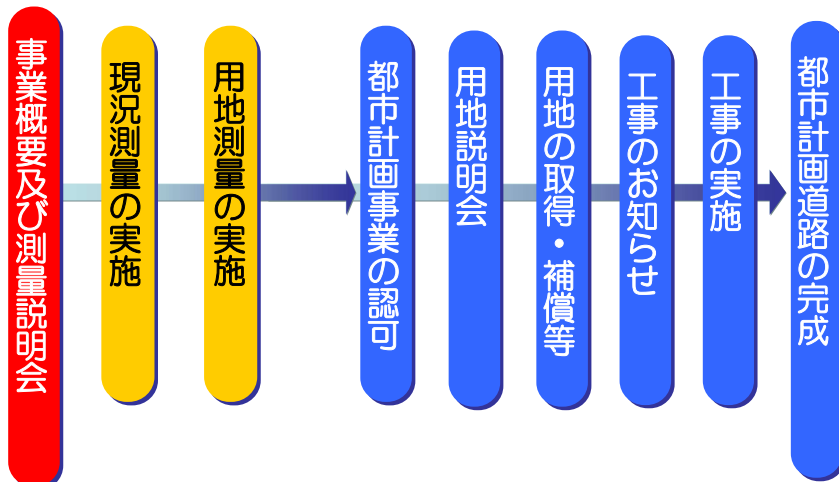 事業概要及び測量説明会
現況測量の実施
用地測量の実施
都市計画事業の認可
用地説明会
用地の取得・補償等
工事のお知らせ
工事の実施
都市計画道路の完成